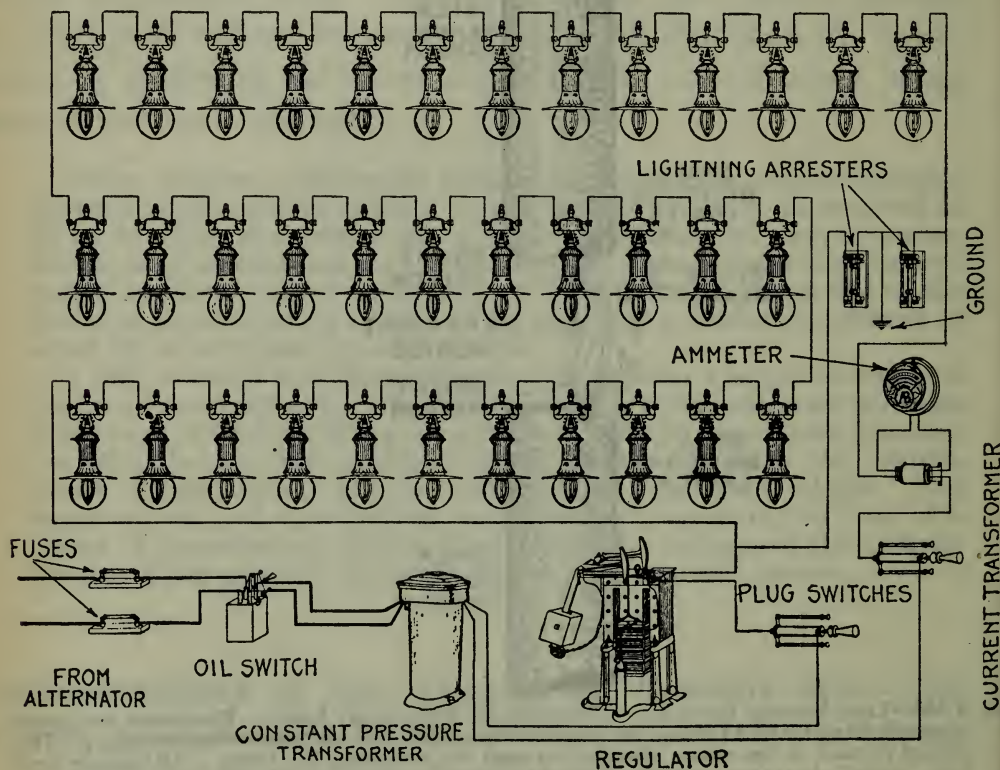 LIGHTNING ARRESTERS
GROUND
AMMETER
CURRENT TRANSFORMER
FUSES
PLUG SWITCHES
OIL SWITCH
FROM
ALTERNATOR
CONSTANT PRESSURE
TRANSFORMER
REGULATOR